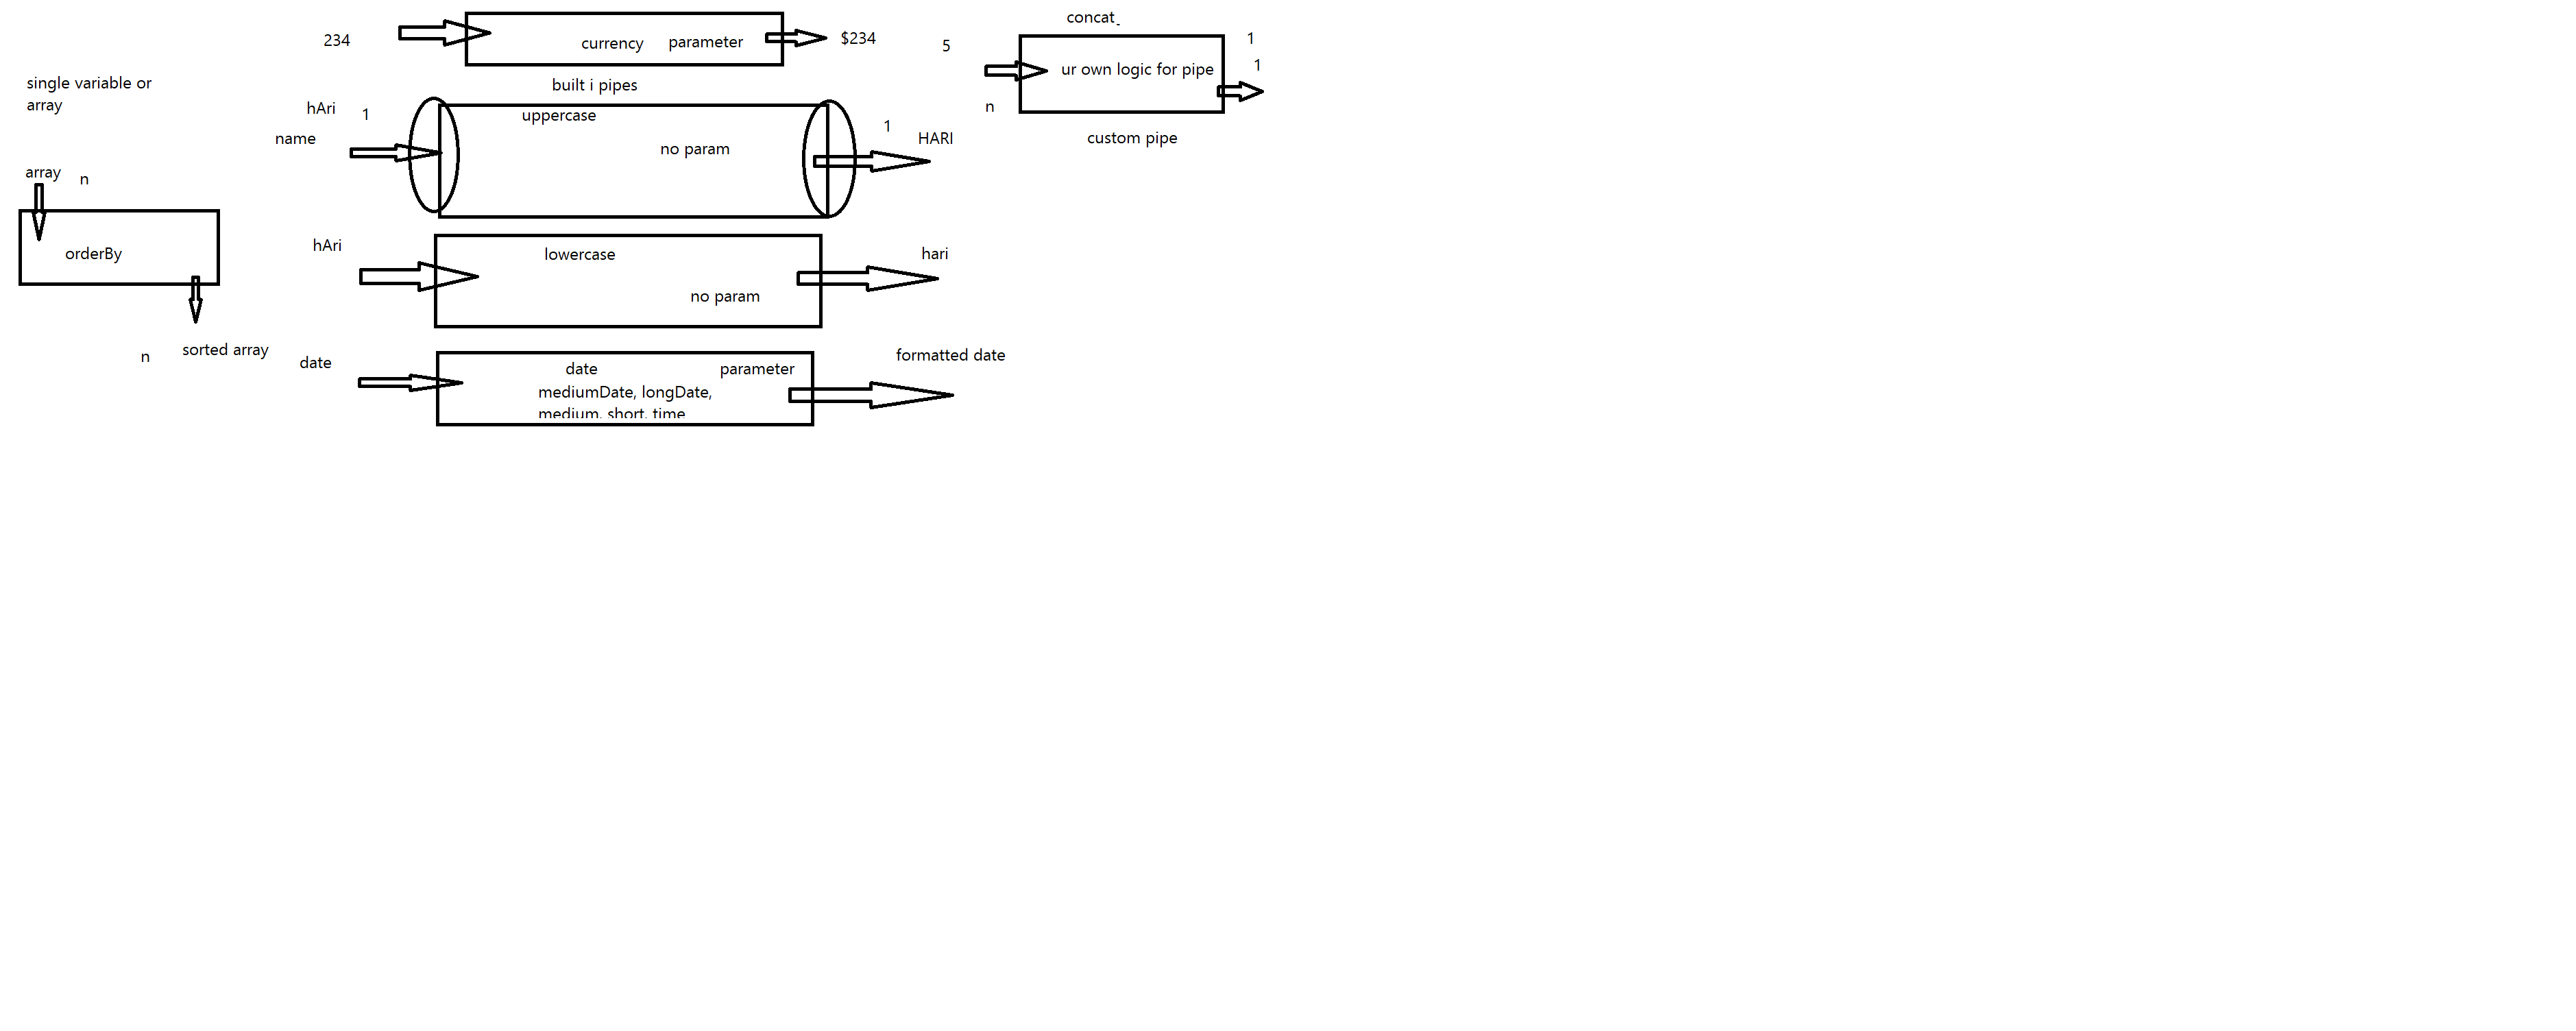 single variable or
array
array n
orderBy
n sorted array
234
currency parameter
$234
built i pipes
hAri 1
name
uppercase
no param
1
HARI
hAri
lowercase
no param
hari
date
date parameter
mediumDate, longDate,
medium, short, time
formatted date
concat
5
n
ur own logic for pipe
1
1
custom pipe